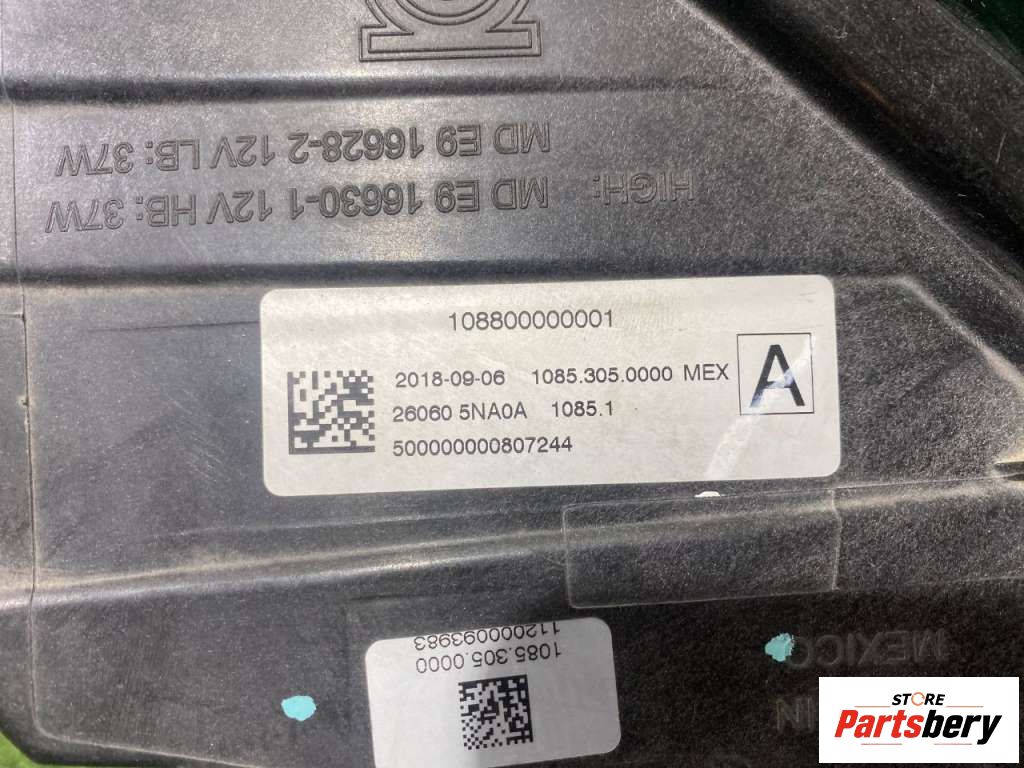 MD E9 16628-2 12V LB: 37W
HIGH: MD E9 16630-1 12V HB: 37W
108800000001
2018-09-06 1085.305.0000 MEX
A
26060 5NA0A 1085.1
500000000807244
1085.305.0000
112000093983
MEXICO
IN
STORE
Partsbery